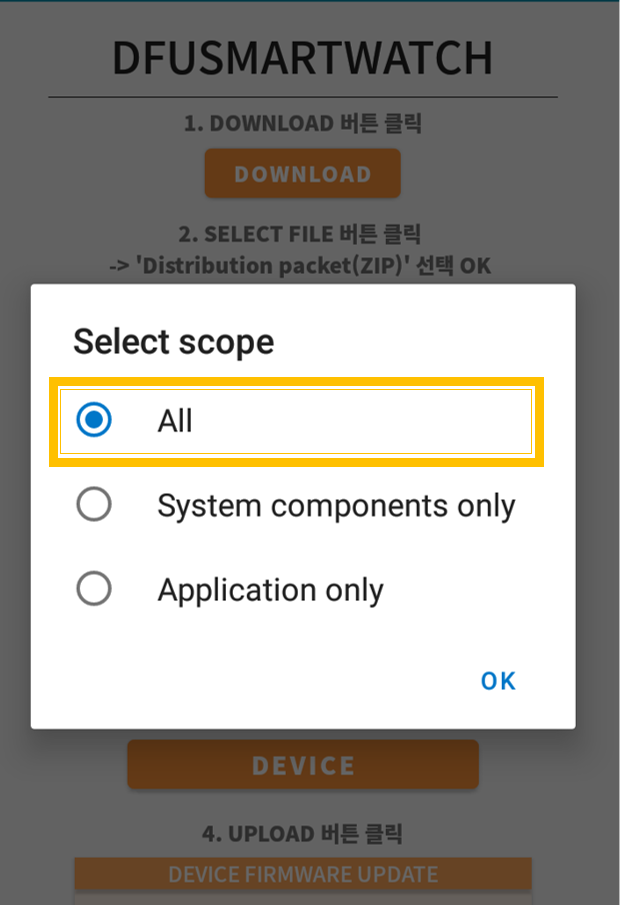 DFUSMARTWATCH
1. DOWNLOAD 버튼 클릭
DOWNLOAD
2. SELECT FILE 버튼 클릭
-> 'Distribution packet(ZIP)' 선택 OK
Select scope
All
System components only
Application only
OK
DEVICE
4. UPLOAD 버튼 클릭
DEVICE FIRMWARE UPDATE